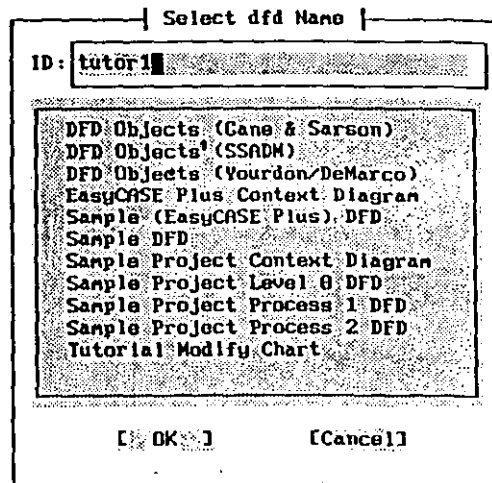 Select dfd Name
ID: tutor1
DFD Objects (Gane & Sarson)
DFD Objects (SSADM)
DFD Objects (Yourdon/DeMarco)
EasyCASE Plus Context Diagram
Sample (EasyCASE Plus) DFD
Sample DFD
Sample Project Context Diagram
Sample Project Level 0 DFD
Sample Project Process 1 DFD
Sample Project Process 2 DFD
Tutorial Modify Chart
[ OK ] [Cancel]